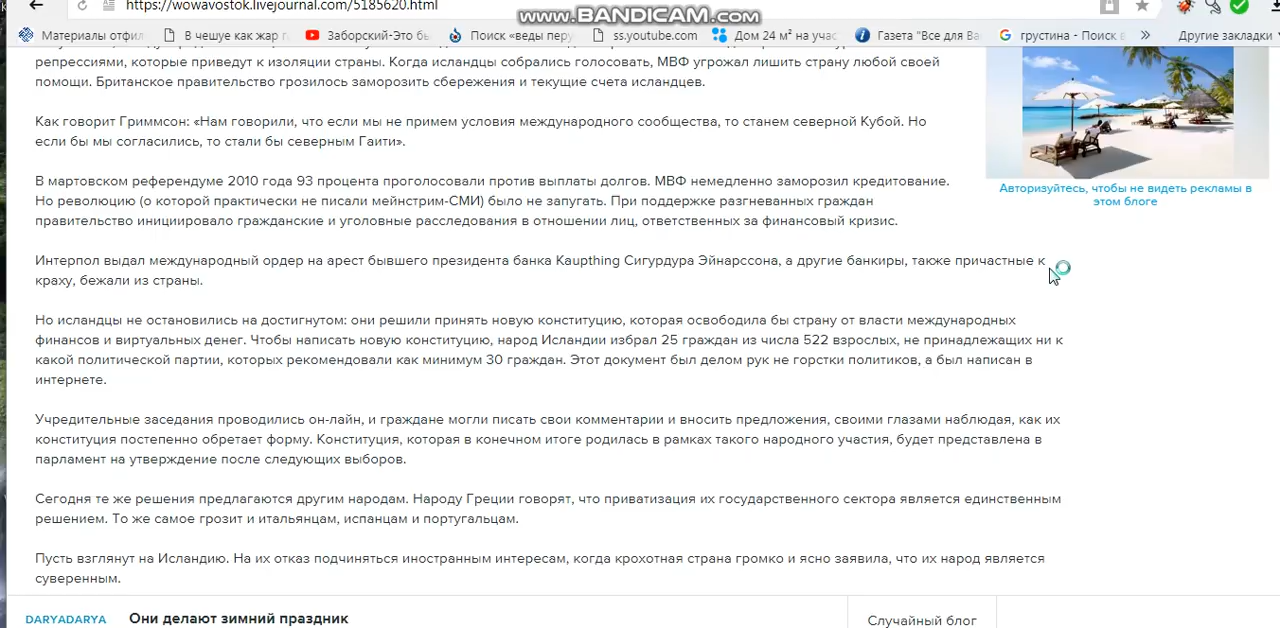 https://wowavostok.livejournal.com/5185620.html
www.BANDICAM.com
Материалы отфил
В чешуе как жар г
Заборский-Это бы
Поиск «веды перу
ss.youtube.com
Дом 24 м² на учас
Газета "Все для Ва
грустина - Поиск в
»
Другие закладки
репрессиями, которые приведут к изоляции страны. Когда исландцы собрались голосовать, МВФ угрожал лишить страну любой своей
помощи. Британское правительство грозилось заморозить сбережения и текущие счета исландцев.
Как говорит Гриммсон: «Нам говорили, что если мы не примем условия международного сообщества, то станем северной Кубой. Но
если бы мы согласились, то стали бы северным Гаити».
Авторизуйтесь, чтобы не видеть рекламы в
этом блоге
В мартовском референдуме 2010 года 93 процента проголосовали против выплаты долгов. МВФ немедленно заморозил кредитование.
Но революцию (о которой практически не писали мейнстрим-СМИ) было не запугать. При поддержке разгневанных граждан
правительство инициировало гражданские и уголовные расследования в отношении лиц, ответственных за финансовый кризис.
Интерпол выдал международный ордер на арест бывшего президента банка Kaupthing Сигурдура Эйнарссона, а другие банкиры, также причастные к
краху, бежали из страны.
Но исландцы не остановились на достигнутом: они решили принять новую конституцию, которая освободила бы страну от власти международных
финансов и виртуальных денег. Чтобы написать новую конституцию, народ Исландии избрал 25 граждан из числа 522 взрослых, не принадлежащих ни к
какой политической партии, которых рекомендовали как минимум 30 граждан. Этот документ был делом рук не горстки политиков, а был написан в
интернете.
Учредительные заседания проводились он-лайн, и граждане могли писать свои комментарии и вносить предложения, своими глазами наблюдая, как их
конституция постепенно обретает форму. Конституция, которая в конечном итоге родилась в рамках такого народного участия, будет представлена в
парламент на утверждение после следующих выборов.
Сегодня те же решения предлагаются другим народам. Народу Греции говорят, что приватизация их государственного сектора является единственным
решением. То же самое грозит и итальянцам, испанцам и португальцам.
Пусть взглянут на Исландию. На их отказ подчиняться иностранным интересам, когда крохотная страна громко и ясно заявила, что их народ является
суверенным.
DARYADARYA
Они делают зимний праздник
Случайный блог